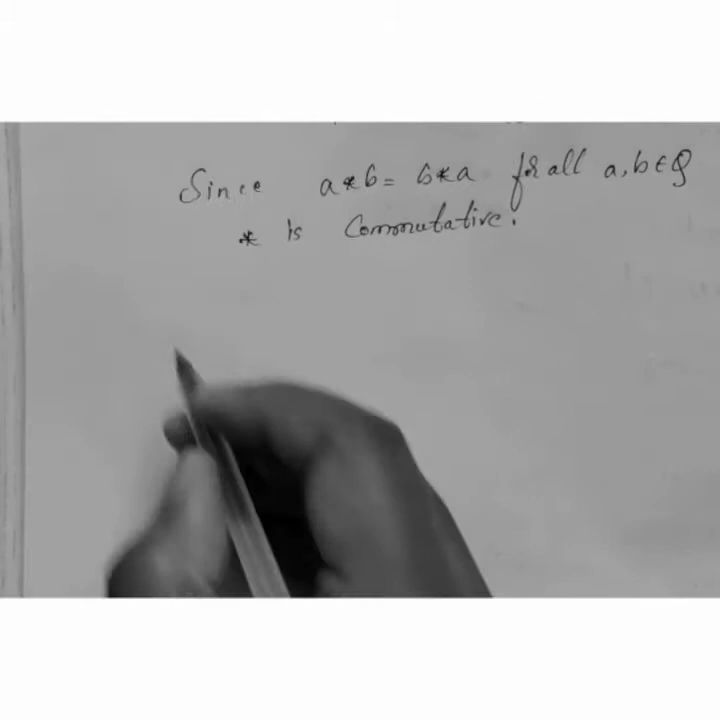 Since a*b = b*a for all a, b ∈ Q
* is Commutative.